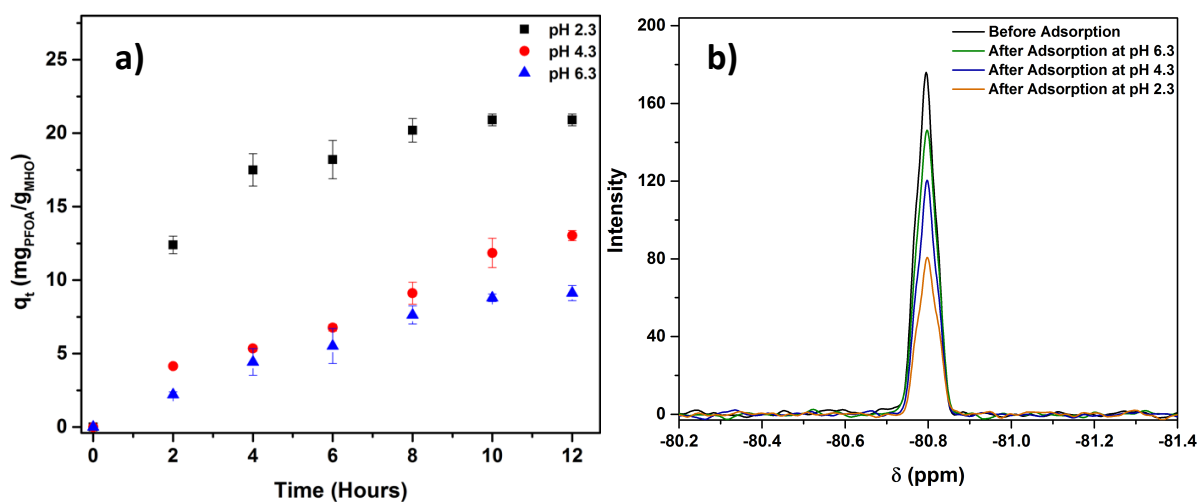 a)
pH 2.3
pH 4.3
pH 6.3
25
20
15
10
5
0
qt (mgPFOA/gMHO)
0 2 4 6 8 10 12
Time (Hours)
b)
Before Adsorption
After Adsorption at pH 6.3
After Adsorption at pH 4.3
After Adsorption at pH 2.3
200
160
120
80
40
0
Intensity
-80.2 -80.4 -80.6 -80.8 -81.0 -81.2 -81.4
δ (ppm)